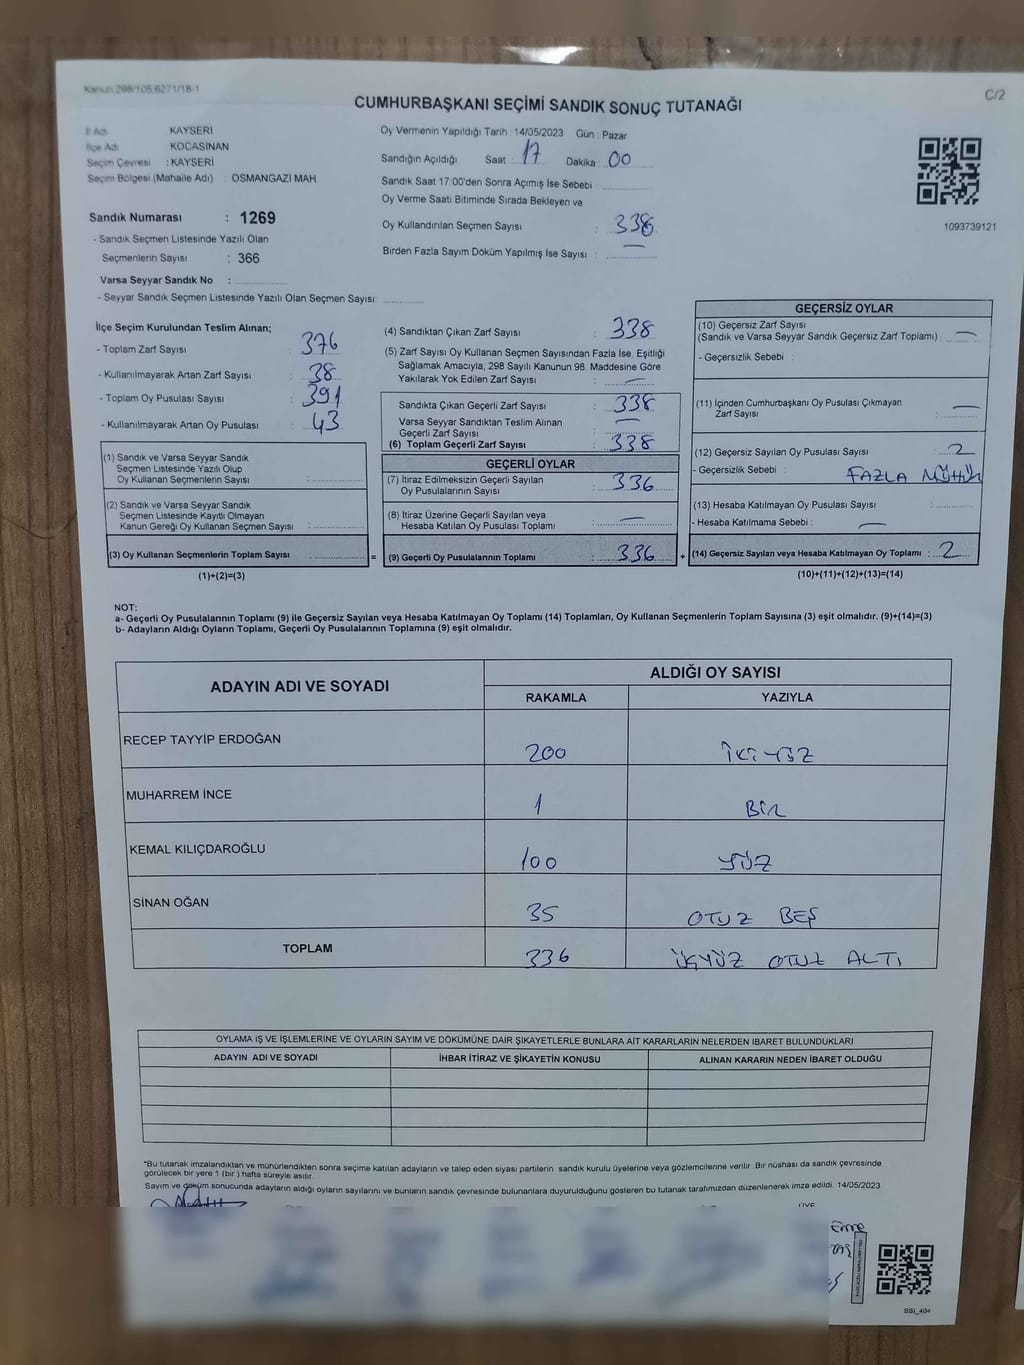 Kanun 298/105,6271/18-1
C/2
CUMHURBAŞKANI SEÇİMİ SANDIK SONUÇ TUTANAĞI
İl Adı KAYSERİ
İlçe Adı KOCASİNAN
Seçim Çevresi : KAYSERİ
Seçim Bölgesi (Mahalle Adı) : OSMANGAZİ MAH.
Sandık Numarası : 1269
- Sandık Seçmen Listesinde Yazılı Olan
Seçmenlerin Sayısı : 366
Varsa Seyyar Sandık No :
- Seyyar Sandık Seçmen Listesinde Yazılı Olan Seçmen Sayısı:
Oy Vermenin Yapıldığı Tarih : 14/05/2023 Gün : Pazar
Sandığın Açıldığı Saat : 17 Dakika : 00
Sandık Saat 17:00'den Sonra Açımış İse Sebebi :
Oy Verme Saati Bitiminde Sırada Bekleyen ve
Oy Kullandırılan Seçmen Sayısı : 338
Birden Fazla Sayım Döküm Yapılmış İse Sayısı : —
1093739121
İlçe Seçim Kurulundan Teslim Alınan;
- Toplam Zarf Sayısı : 376
- Kullanılmayarak Artan Zarf Sayısı : 38
- Toplam Oy Pusulası Sayısı : 391
- Kullanılmayarak Artan Oy Pusulası : 43
(1) Sandık ve Varsa Seyyar Sandık
Seçmen Listesinde Yazılı Olup
Oy Kullanan Seçmenlerin Sayısı :
(2) Sandık ve Varsa Seyyar Sandık
Seçmen Listesinde Kayıtlı Olmayan
Kanun Gereği Oy Kullanan Seçmen Sayısı :
(3) Oy Kullanan Seçmenlerin Toplam Sayısı : =
(1)+(2)=(3)
(4) Sandıktan Çıkan Zarf Sayısı : 338
(5) Zarf Sayısı Oy Kullanan Seçmen Sayısından Fazla İse, Eşitliği
Sağlamak Amacıyla, 298 Sayılı Kanunun 98. Maddesine Göre
Yakılarak Yok Edilen Zarf Sayısı : —
Sandıkta Çıkan Geçerli Zarf Sayısı : 338
Varsa Seyyar Sandıktan Teslim Alınan
Geçerli Zarf Sayısı : —
(6) Toplam Geçerli Zarf Sayısı : 338
GEÇERLİ OYLAR
(7) İtiraz Edilmeksizin Geçerli Sayılan
Oy Pusulalarının Sayısı : 336
(8) İtiraz Üzerine Geçerli Sayılan veya
Hesaba Katılan Oy Pusulası Toplamı : —
(9) Geçerli Oy Pusulalarının Toplamı : 336 +
GEÇERSİZ OYLAR
(10) Geçersiz Zarf Sayısı
(Sandık ve Varsa Seyyar Sandık Geçersiz Zarf Toplamı) : —
- Geçersizlik Sebebi :
(11) İçinden Cumhurbaşkanı Oy Pusulası Çıkmayan
Zarf Sayısı : —
(12) Geçersiz Sayılan Oy Pusulası Sayısı : 2
- Geçersizlik Sebebi : FAZLA MÜHÜR
(13) Hesaba Katılmayan Oy Pusulası Sayısı :
- Hesaba Katılmama Sebebi : —
(14) Geçersiz Sayılan veya Hesaba Katılmayan Oy Toplamı : 2
(10)+(11)+(12)+(13)=(14)
NOT:
a- Geçerli Oy Pusulalarının Toplamı (9) ile Geçersiz Sayılan veya Hesaba Katılmayan Oy Toplamı (14) Toplamları, Oy Kullanan Seçmenlerin Toplam Sayısına (3) eşit olmalıdır. (9)+(14)=(3)
b- Adayların Aldığı Oyların Toplamı, Geçerli Oy Pusulalarının Toplamına (9) eşit olmalıdır.
ADAYIN ADI VE SOYADI
ALDIĞI OY SAYISI
RAKAMLA YAZIYLA
RECEP TAYYİP ERDOĞAN 200 İKİ YÜZ
MUHARREM İNCE 1 BİR
KEMAL KILIÇDAROĞLU 100 YÜZ
SİNAN OĞAN 35 OTUZ BEŞ
TOPLAM 336 ÜÇYÜZ OTUZ ALTI
OYLAMA İŞ VE İŞLEMLERİNE VE OYLARIN SAYIM VE DÖKÜMÜNE DAİR ŞİKAYETLERLE BUNLARA AİT KARARLARIN NELERDEN İBARET BULUNDUKLARI
ADAYIN ADI VE SOYADI İHBAR İTİRAZ VE ŞİKAYETİN KONUSU ALINAN KARARIN NEDEN İBARET OLDUĞU
*Bu tutanak imzalandıktan ve mühürlendikten sonra seçime katılan adayların ve talep eden siyasi partilerin sandık kurulu üyelerine veya gözlemcilerine verilir .Bir nüshası da sandık çevresinde
görülecek bir yere 1 (bir ) hafta süreyle asılır.
Sayım ve döküm sonucunda adayların aldığı oyların sayılarını ve bunların sandık çevresinde bulunanlara duyurulduğunu gösteren bu tutanak tarafımızdan düzenlenerek imza edildi. 14/05/2023
ÜYE
Emre
SSİ_404